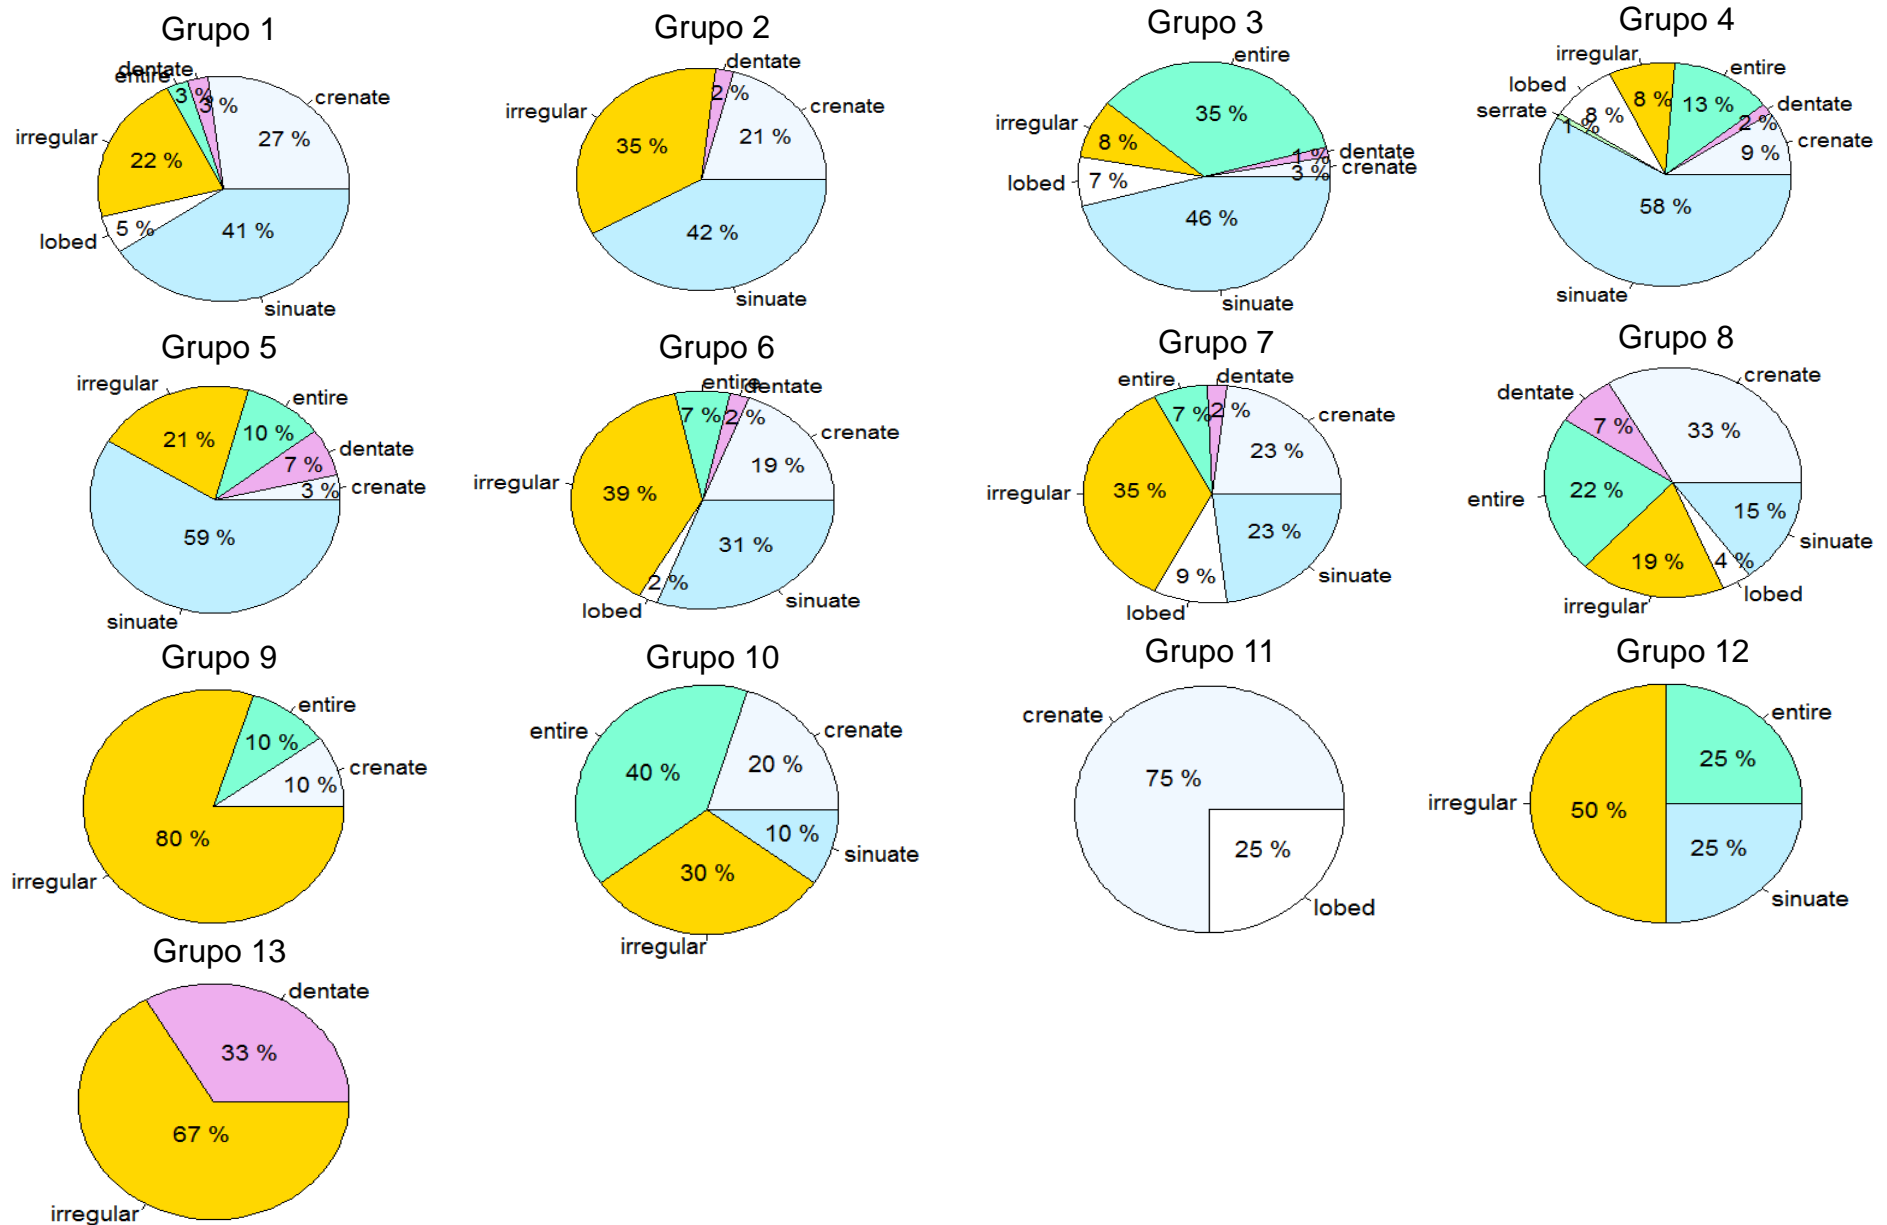 Grupo 1
dentate
entire
crenate
irregular
lobed
sinuate
3 %
3 %
27 %
22 %
5 %
41 %
Grupo 2
dentate
irregular
crenate
sinuate
2 %
35 %
21 %
42 %
Grupo 3
entire
irregular
dentate
crenate
lobed
sinuate
35 %
8 %
1 %
3 %
7 %
46 %
Grupo 4
irregular
entire
lobed
serrate
dentate
crenate
sinuate
8 %
13 %
8 %
1 %
2 %
9 %
58 %
Grupo 5
irregular
entire
dentate
crenate
sinuate
21 %
10 %
7 %
3 %
59 %
Grupo 6
entire
dentate
crenate
irregular
lobed
sinuate
7 %
2 %
19 %
39 %
2 %
31 %
Grupo 7
entire
dentate
crenate
irregular
lobed
sinuate
7 %
2 %
23 %
35 %
9 %
23 %
Grupo 8
crenate
dentate
entire
irregular
lobed
sinuate
33 %
7 %
22 %
19 %
4 %
15 %
Grupo 9
entire
crenate
irregular
10 %
10 %
80 %
Grupo 10
entire
crenate
irregular
sinuate
40 %
20 %
30 %
10 %
Grupo 11
crenate
lobed
75 %
25 %
Grupo 12
entire
irregular
sinuate
25 %
50 %
25 %
Grupo 13
dentate
irregular
33 %
67 %